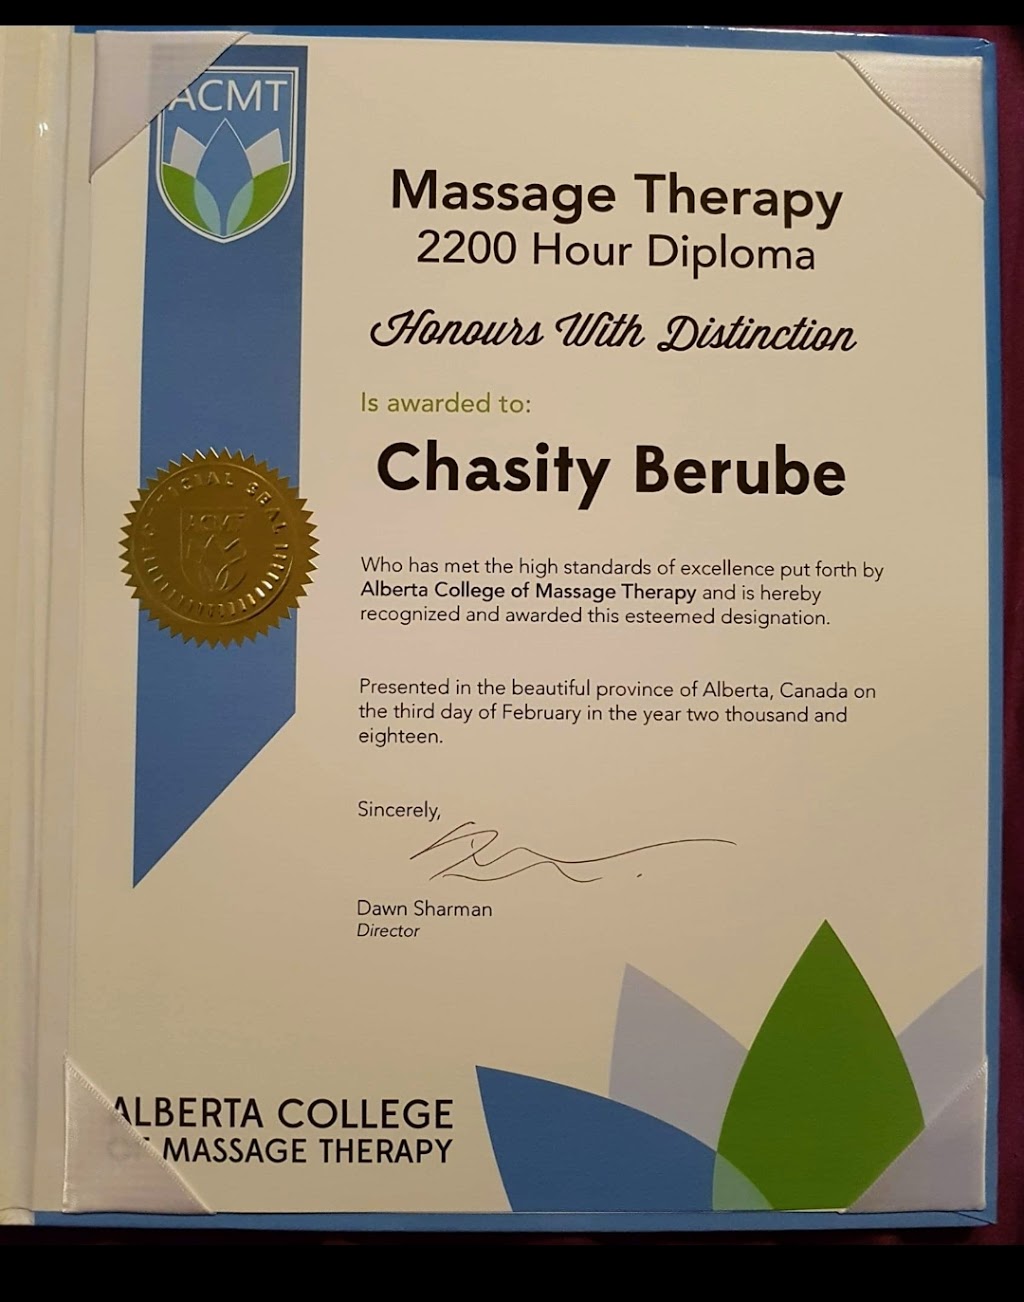 ACMT
Massage Therapy
2200 Hour Diploma
Honours With Distinction
Is awarded to:
Chasity Berube
SEAL
ACMT
Who has met the high standards of excellence put forth by
Alberta College of Massage Therapy and is hereby
recognized and awarded this esteemed designation.
Presented in the beautiful province of Alberta, Canada on
the third day of February in the year two thousand and
eighteen.
Sincerely,
Dawn Sharman
Director
ALBERTA COLLEGE
OF MASSAGE THERAPY